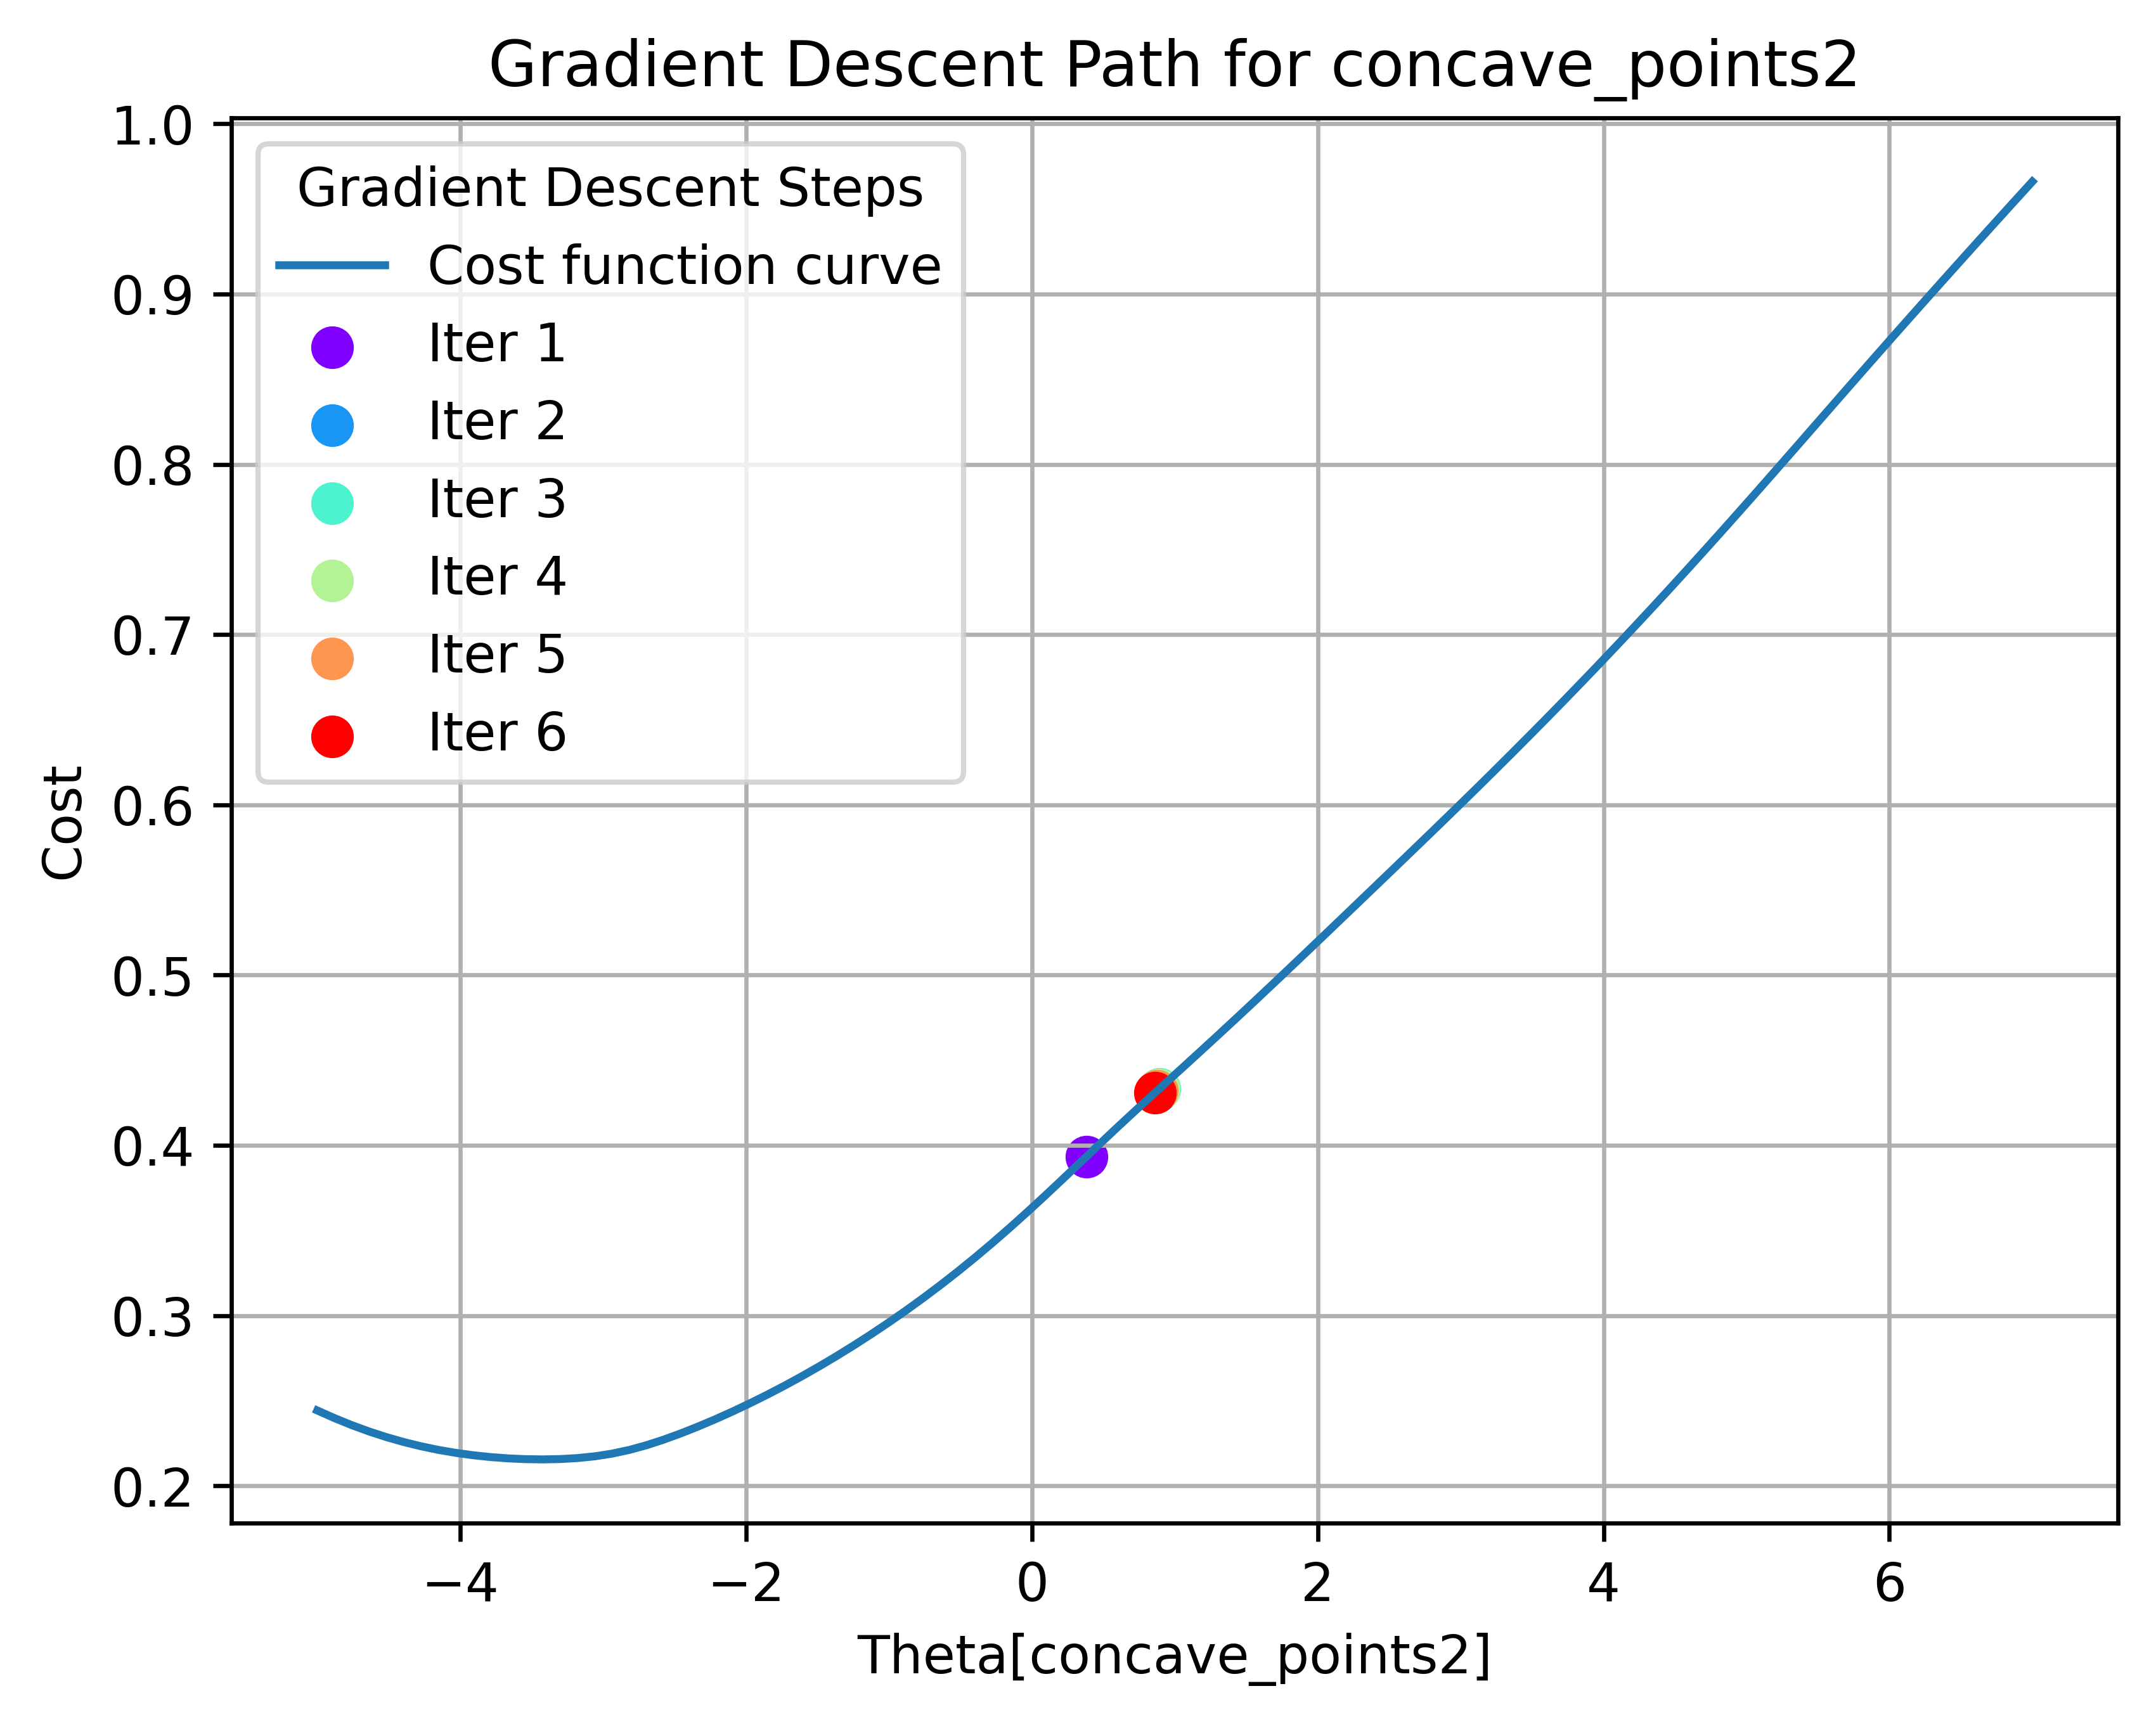 Gradient Descent Path for concave_points2
1.0
0.9
0.8
0.7
0.6
0.5
0.4
0.3
0.2
Cost
Gradient Descent Steps
Cost function curve
Iter 1
Iter 2
Iter 3
Iter 4
Iter 5
Iter 6
−4 −2 0 2 4 6
Theta[concave_points2]